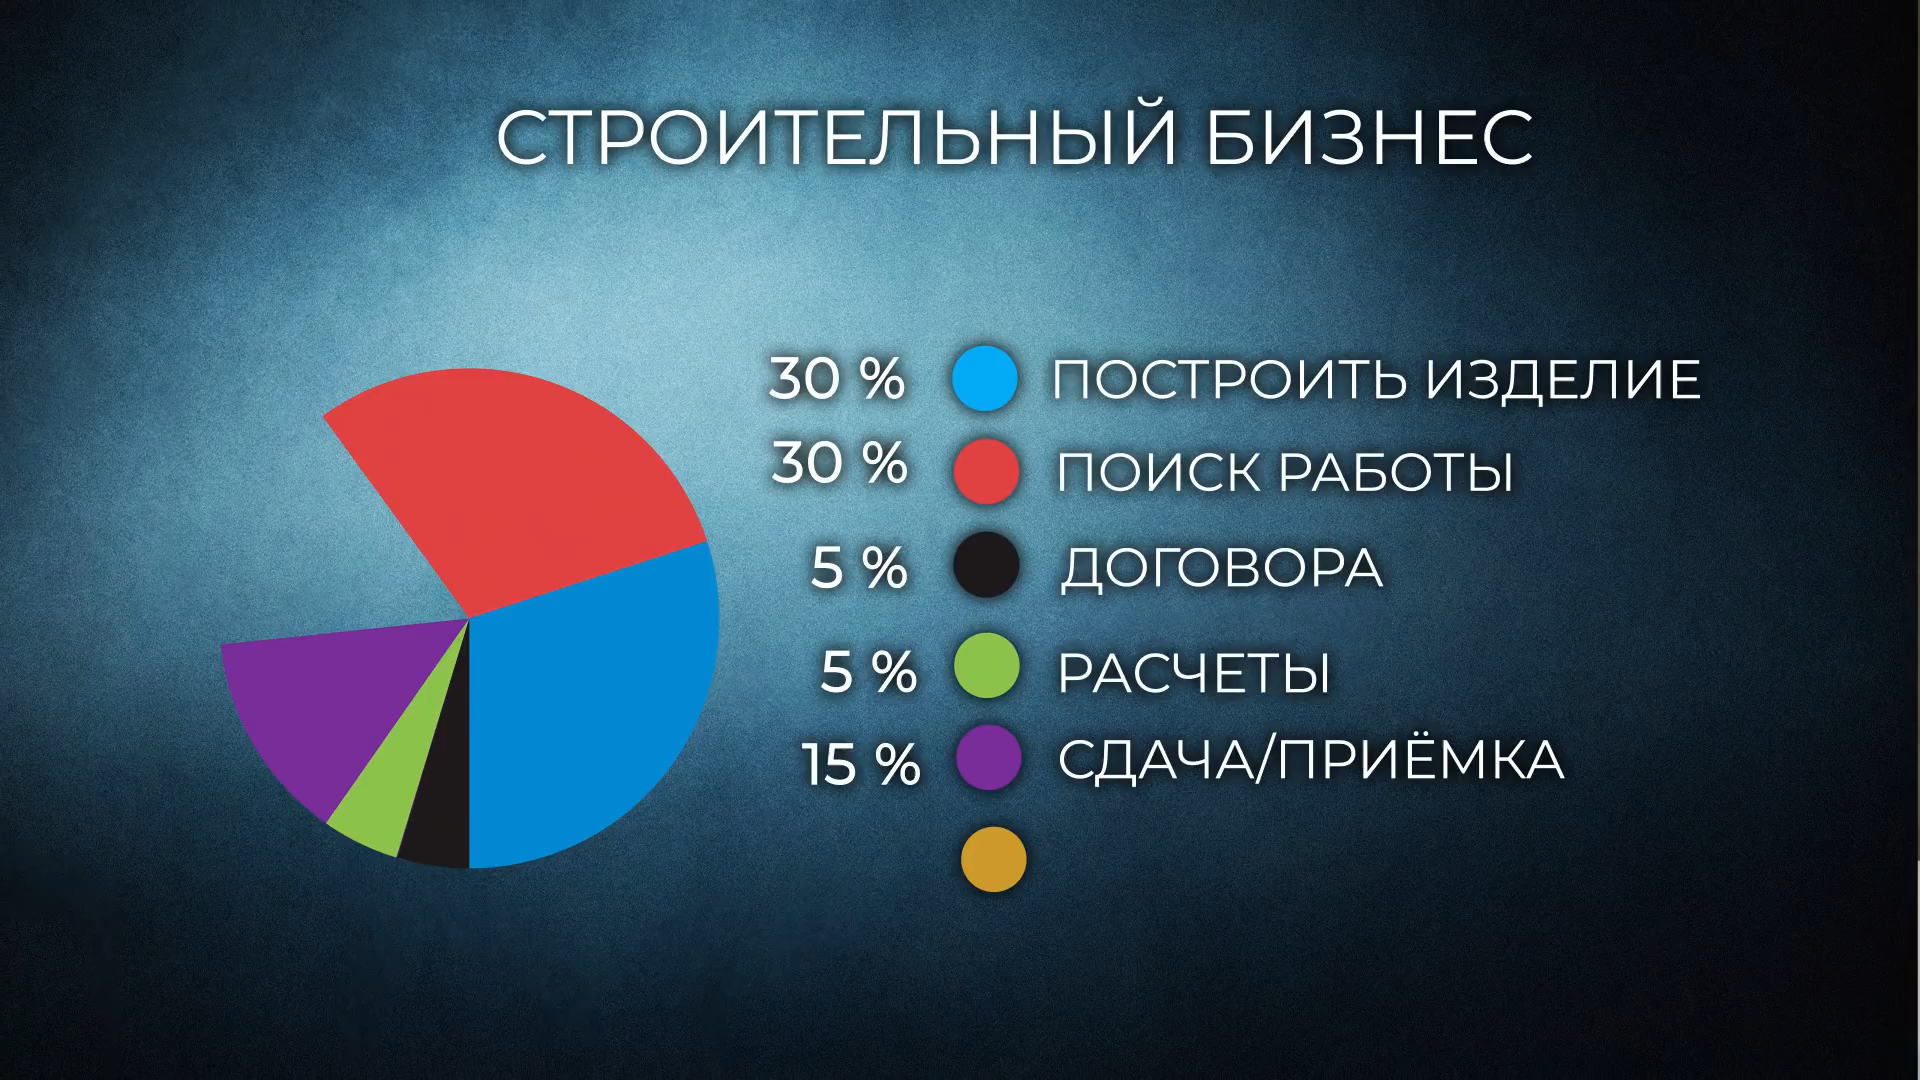 СТРОИТЕЛЬНЫЙ БИЗНЕС
30 % ПОСТРОИТЬ ИЗДЕЛИЕ
30 % ПОИСК РАБОТЫ
5 % ДОГОВОРА
5 % РАСЧЕТЫ
15 % СДАЧА/ПРИЁМКА